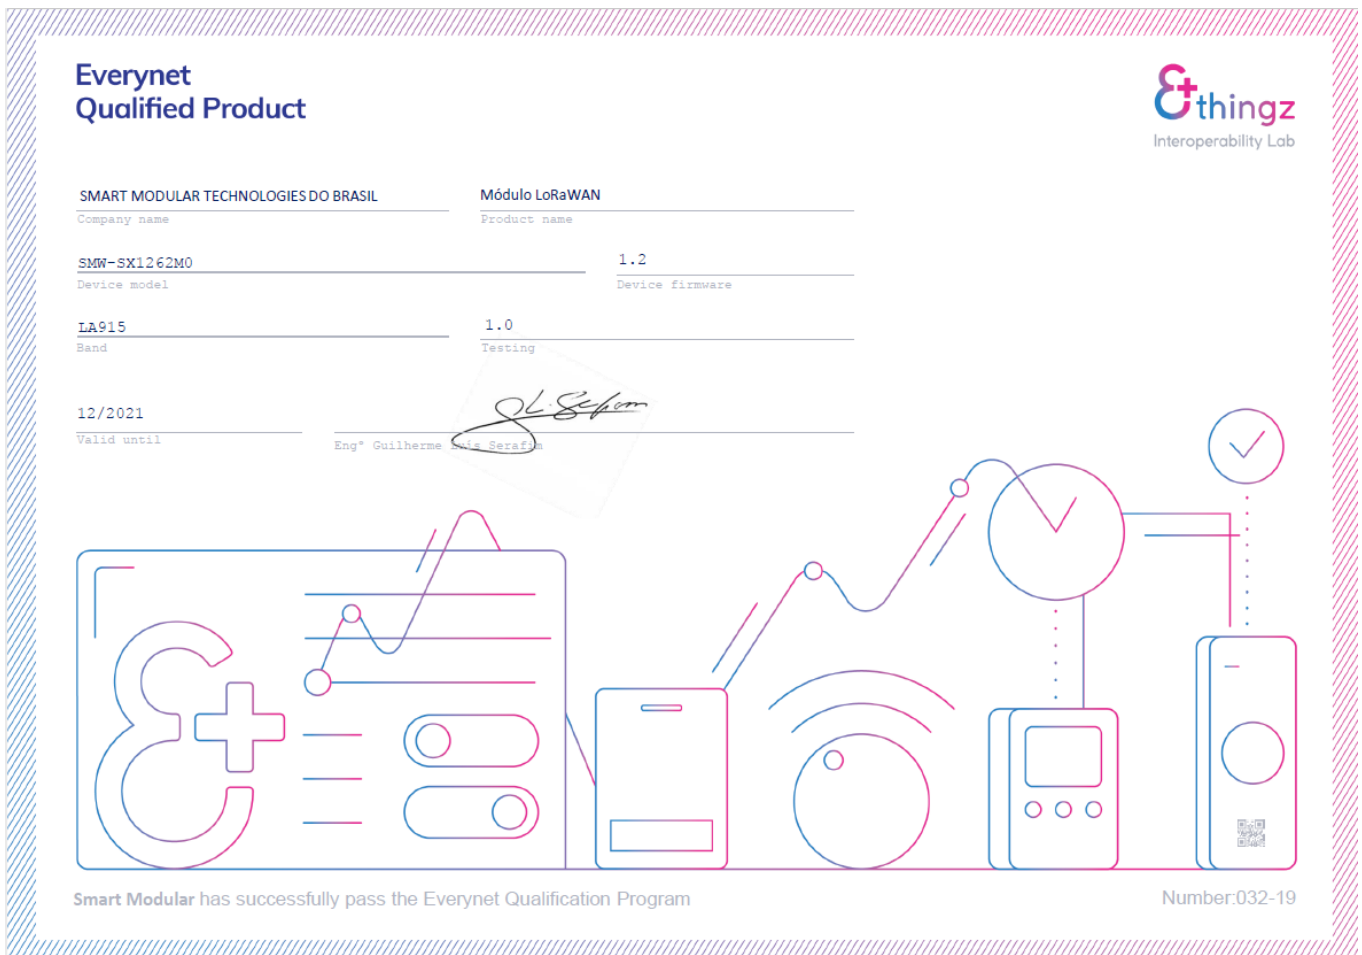 Everynet
Qualified Product
E+
thingz
Interoperability Lab
SMART MODULAR TECHNOLOGIES DO BRASIL
Módulo LoRaWAN
Company name
Product name
SMW-SX1262M0
1.2
Device model
Device firmware
LA915
1.0
Band
Testing
12/2021
Valid until
Engº Guilherme Luis Serafim
Smart Modular has successfully pass the Everynet Qualification Program
Number:032-19